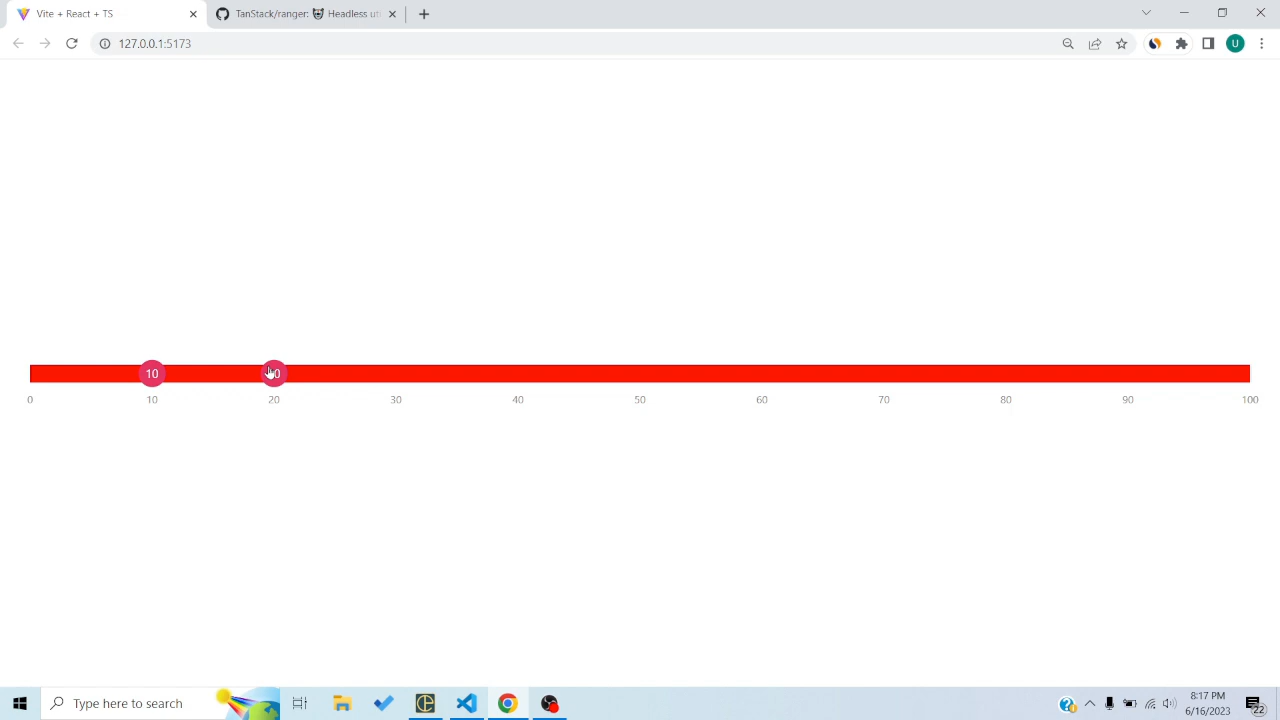 Vite + React + TS
TanStack/ranger: Headless ut
127.0.0.1:5173
U
10
0 10 20 30 40 50 60 70 80 90 100
Type here to search
8:17 PM
6/16/2023
22